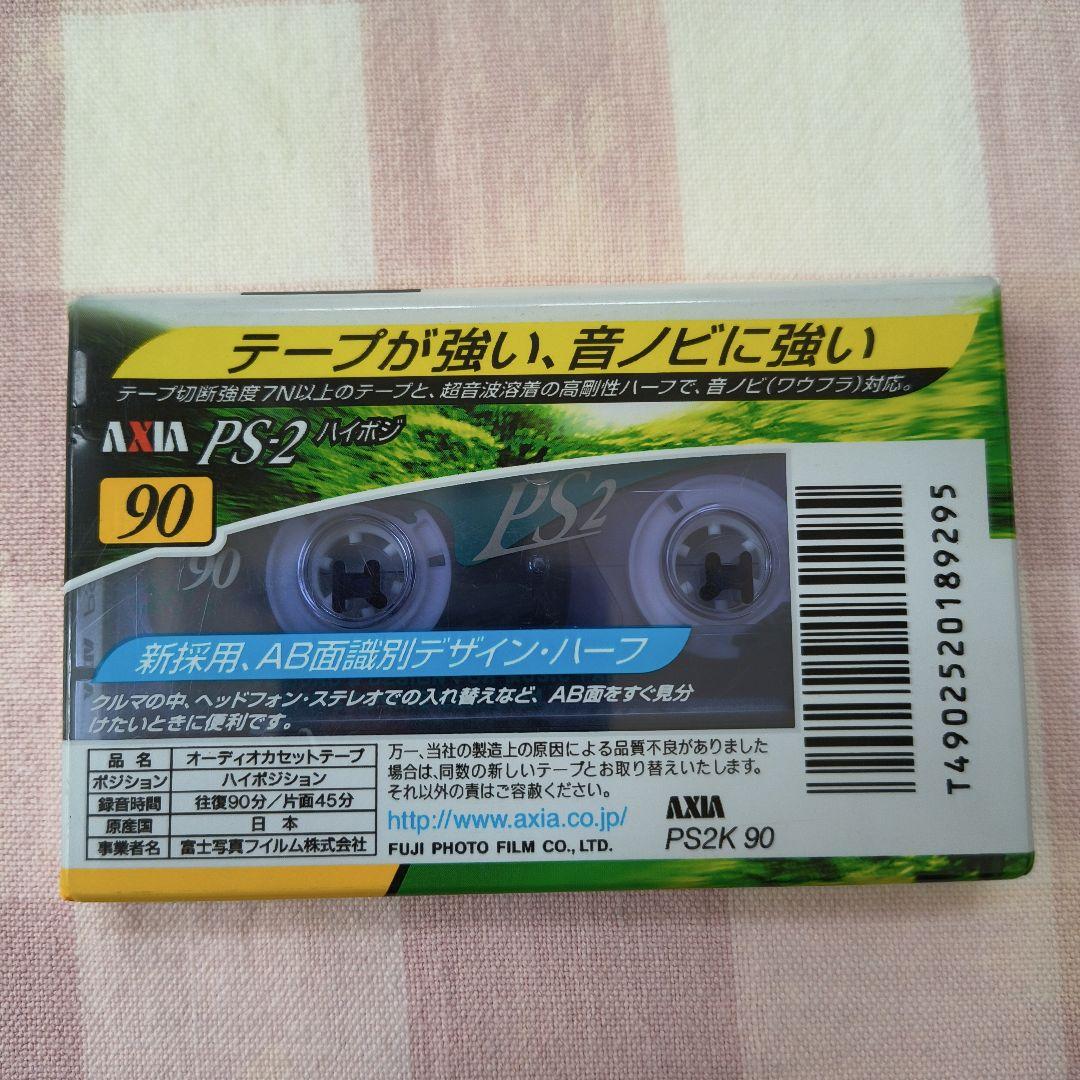 テープが強い、音ノビに強い
テープ切断強度7N以上のテープと、超音波溶着の高剛性ハーフで、音ノビ(ワウフラ)対応。
AXIA PS-2 ハイポジ
90
PS2
90
新採用、AB面識別デザイン・ハーフ
クルマの中、ヘッドフォン・ステレオでの入れ替えなど、AB面をすぐ見分
けたいときに便利です。
品名 オーディオカセットテープ
ポジション ハイポジション
録音時間 往復90分/片面45分
原産国 日本
事業者名 富士写真フイルム株式会社
万一、当社の製造上の原因による品質不良がありました
場合は、同数の新しいテープとお取り替えいたします。
それ以外の責はご容赦ください。
http://www.axia.co.jp/
FUJI PHOTO FILM CO., LTD.
AXIA
PS2K 90
T4902520189295